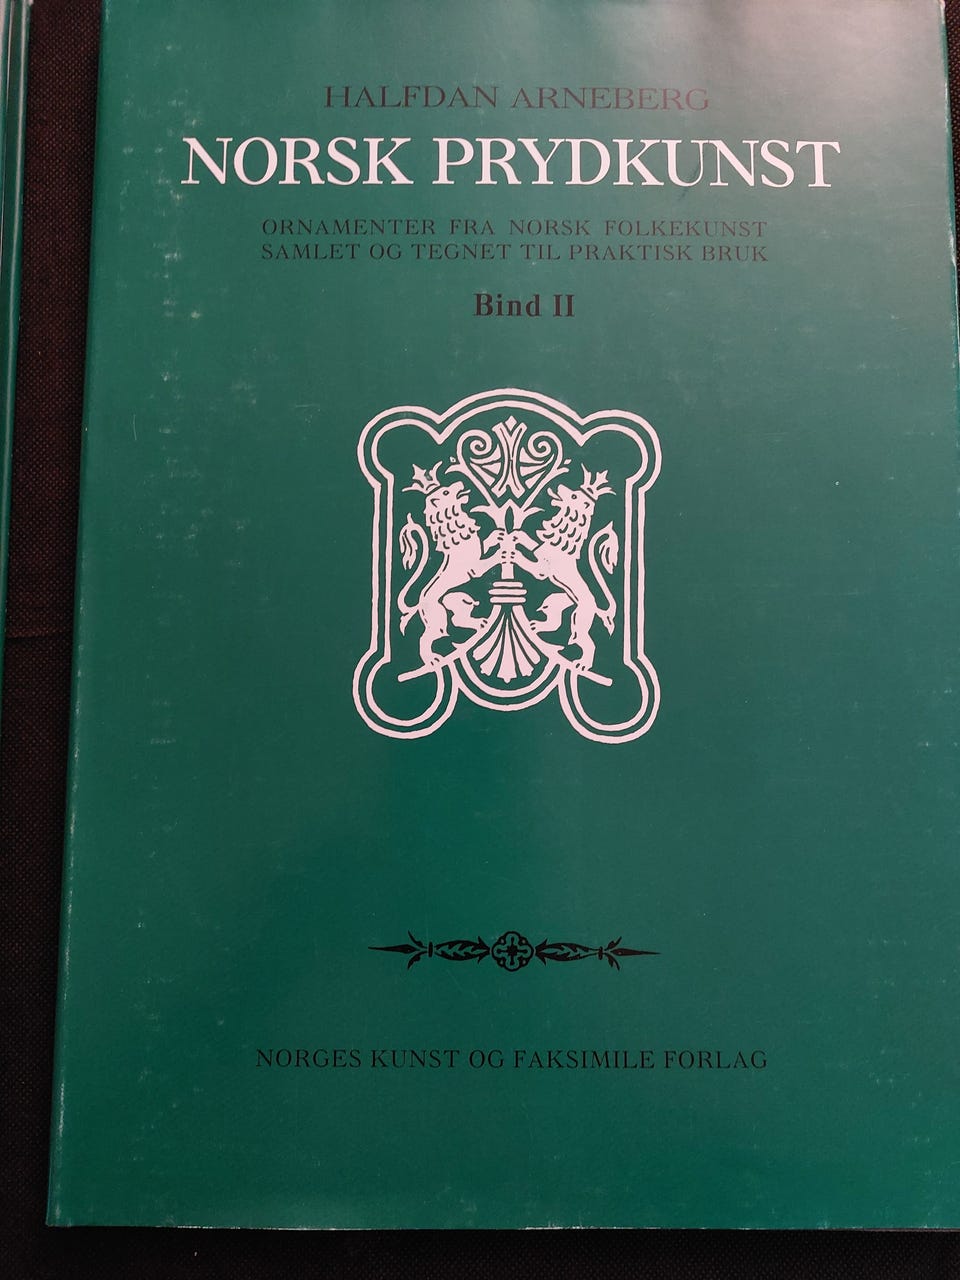 HALFDAN ARNEBERG
NORSK PRYDKUNST
ORNAMENTER FRA NORSK FOLKEKUNST
SAMLET OG TEGNET TIL PRAKTISK BRUK
Bind II
NORGES KUNST OG FAKSIMILE FORLAG